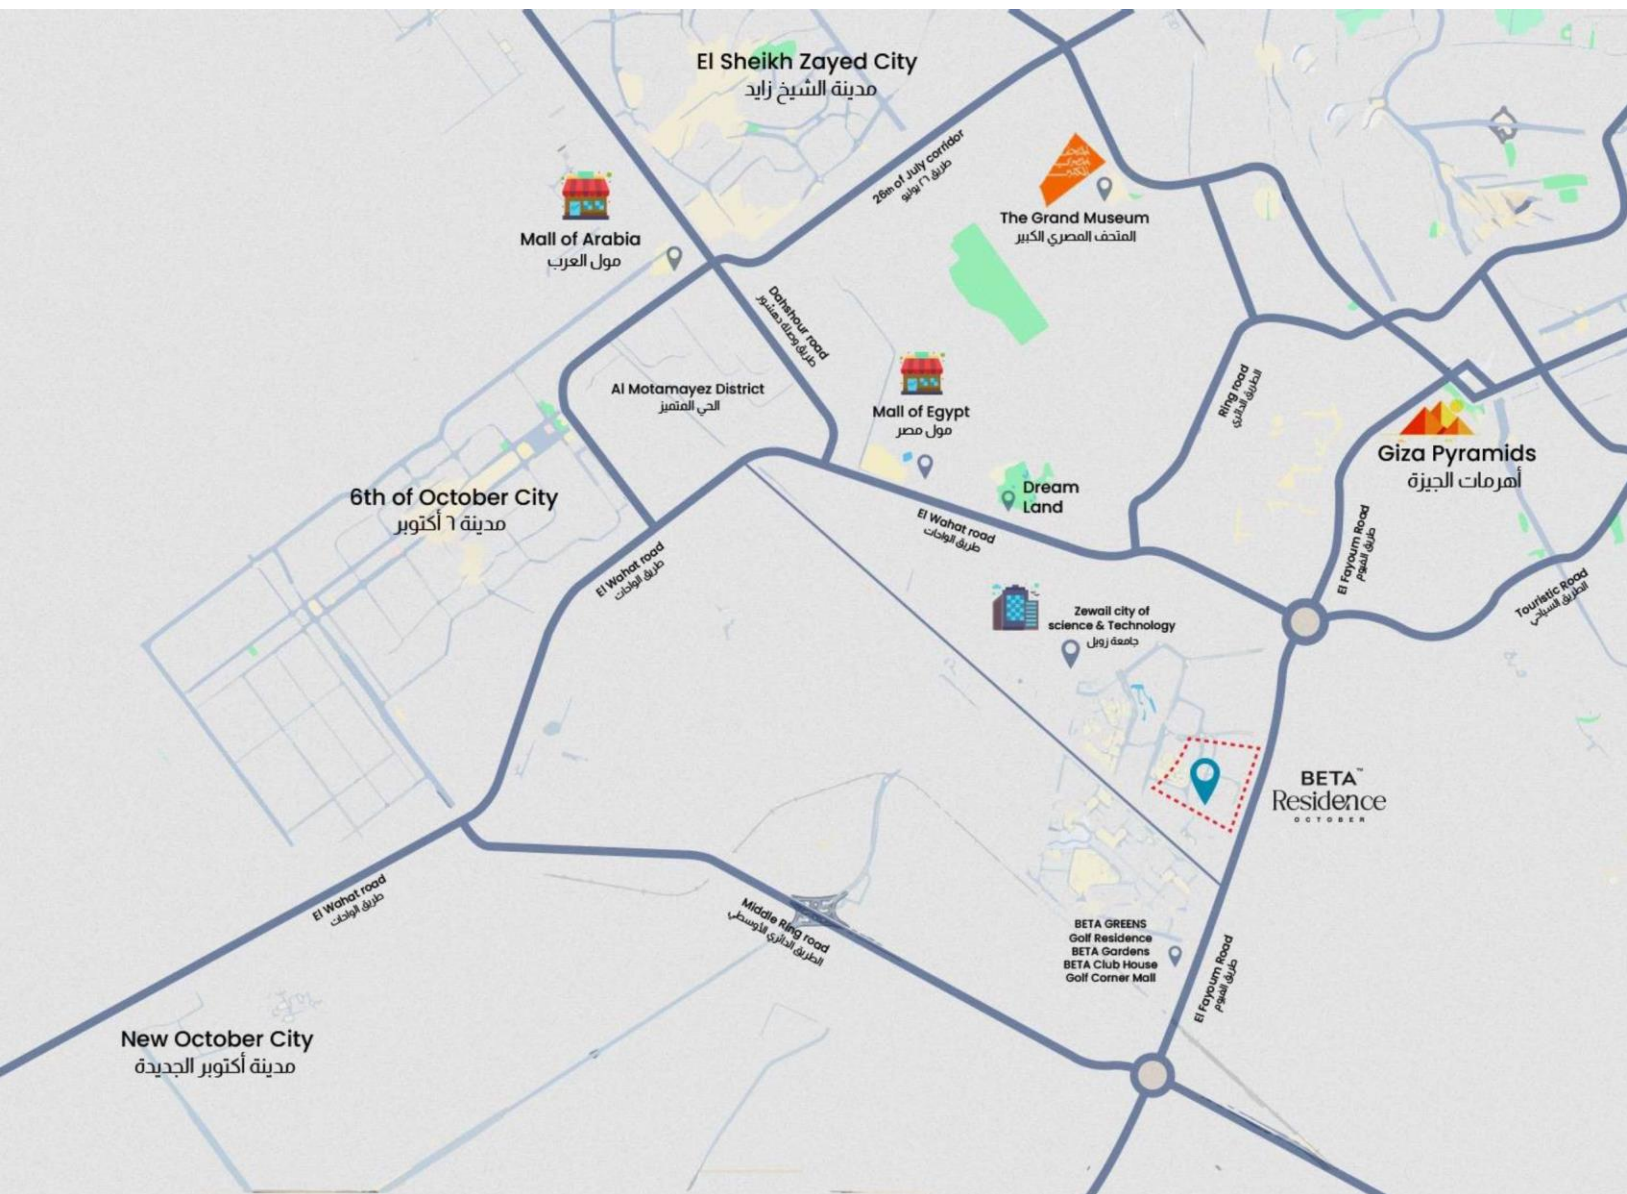 El Sheikh Zayed City
مدينة الشيخ زايد
26th of July corridor
طريق ٢٦ يوليو
المتحف
المصري
الكبير
The Grand Museum
المتحف المصري الكبير
Mall of Arabia
مول العرب
Dahshour road
طريق وصلة دهشور
Al Motamayez District
الحي المتميز
Mall of Egypt
مول مصر
Ring road
الطريق الدائري
Giza Pyramids
أهرمات الجيزة
6th of October City
مدينة ٦ أكتوبر
Dream
Land
El Wahat road
طريق الواحات
El Wahat road
طريق الواحات
El Fayoum Road
طريق الفيوم
Touristic Road
الطريق السياحي
Zewail city of
science & Technology
جامعة زويل
BETA™
Residence
OCTOBER
El Wahat road
طريق الواحات
Middle Ring road
الطريق الدائري الأوسطي
BETA GREENS
Golf Residence
BETA Gardens
BETA Club House
Golf Corner Mall
El Fayoum Road
طريق الفيوم
New October City
مدينة أكتوبر الجديدة